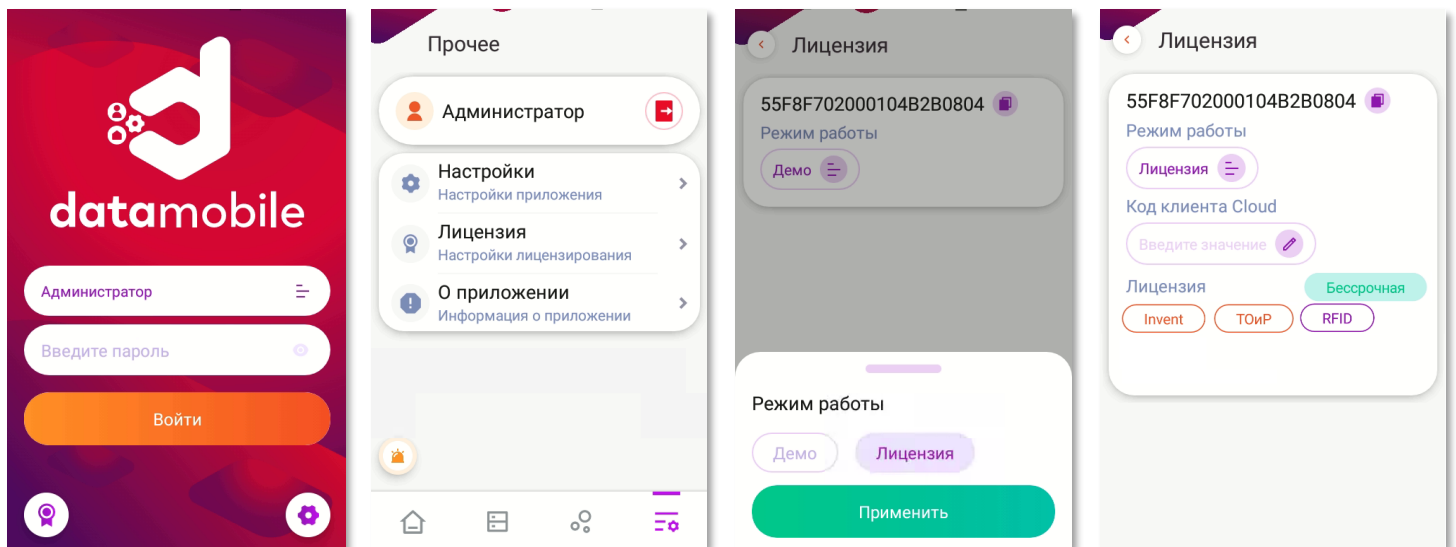 datamobile
Администратор
Введите пароль
Войти
Прочее
Администратор
Настройки
Настройки приложения
Лицензия
Настройки лицензирования
О приложении
Информация о приложении
Лицензия
55F8F702000104B2B0804
Режим работы
Демо
Режим работы
Демо
Лицензия
Применить
Лицензия
55F8F702000104B2B0804
Режим работы
Лицензия
Код клиента Cloud
Введите значение
Лицензия
Бессрочная
Invent
ТОиР
RFID